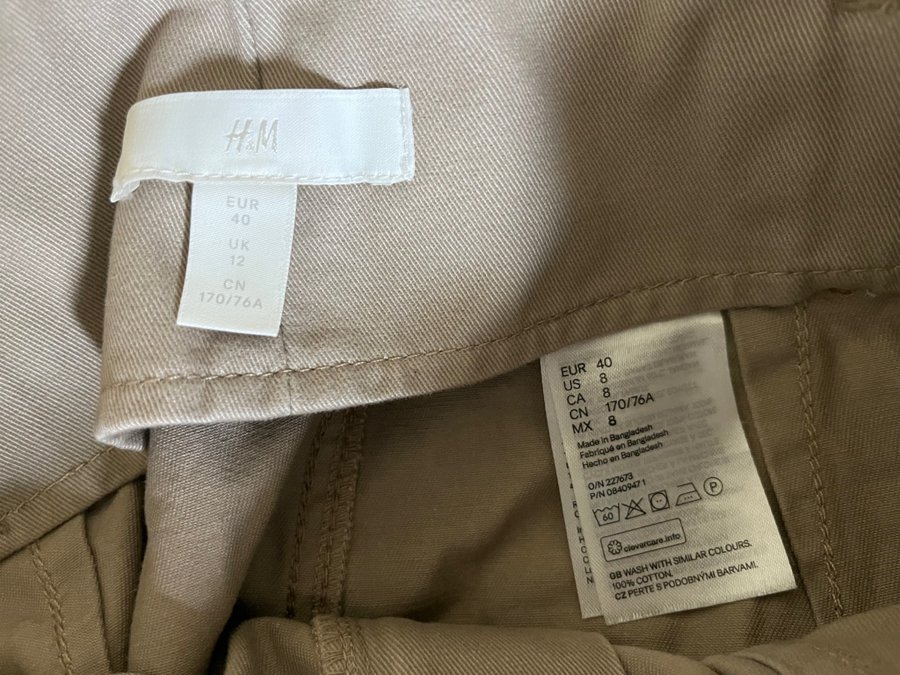 H&M
EUR
40
UK
12
CN
170/76A
EUR 40
US 8
CA 8
CN 170/76A
MX 8
Made in Bangladesh
Fabriqué en Bangladesh
Hecho en Bangladesh
O/N 227673
P/N 08409471
60 P
clevercare.info
GB WASH WITH SIMILAR COLOURS.
100% COTTON.
CZ PERTE S PODOBNÝMI BARVAMI.